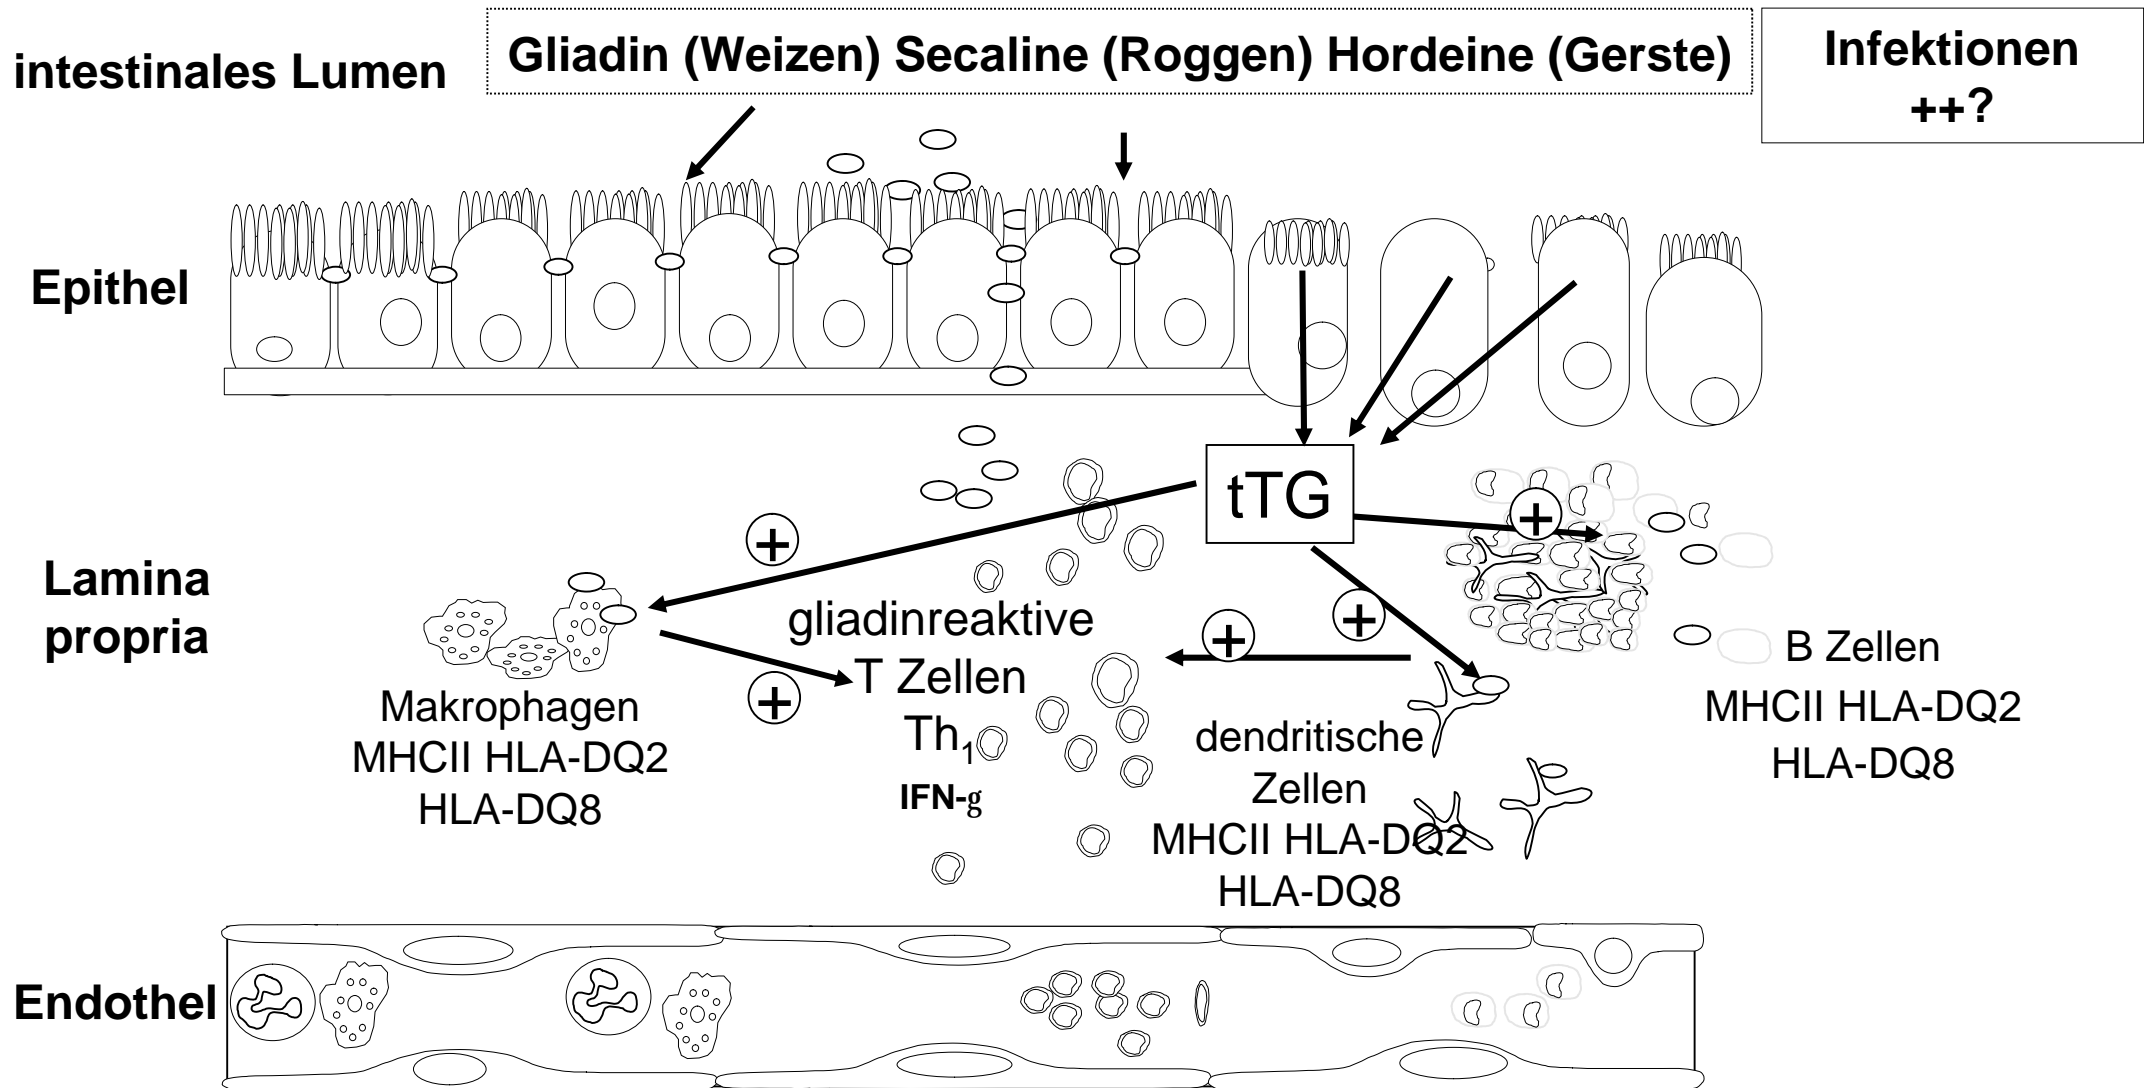 intestinales Lumen
Gliadin (Weizen) Secaline (Roggen) Hordeine (Gerste)
Infektionen
++?
Epithel
tTG
+
+
Lamina
propria
gliadinreaktive
+
+
T Zellen
+
Th1
IFN-g
Makrophagen
MHCII HLA-DQ2
HLA-DQ8
dendritische
Zellen
MHCII HLA-DQ2
HLA-DQ8
B Zellen
MHCII HLA-DQ2
HLA-DQ8
Endothel